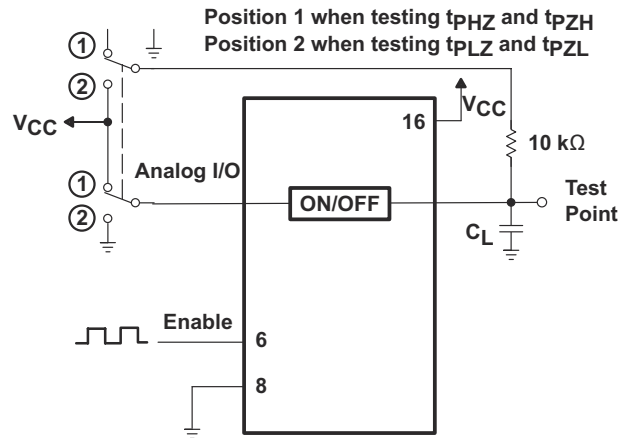 Position 1 when testing tPHZ and tPZH
Position 2 when testing tPLZ and tPZL
1
2
VCC
1
2
Analog I/O
VCC
16
10 kΩ
ON/OFF
Test
Point
CL
Enable
6
8